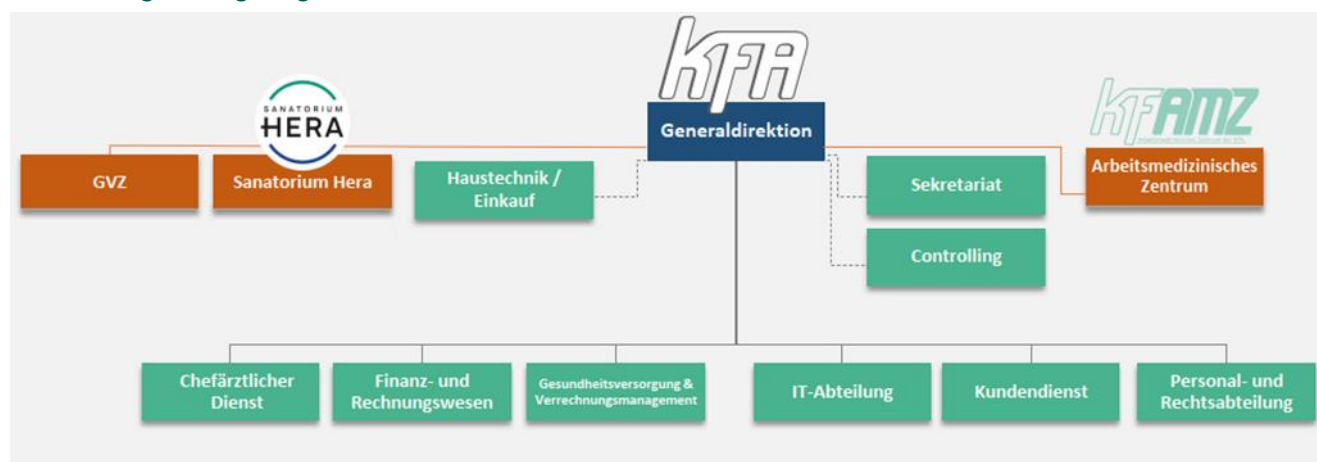 KFA
Generaldirektion
SANATORIUM
HERA
GVZ
Sanatorium Hera
Haustechnik /
Einkauf
Sekretariat
Controlling
KFAMZ
Arbeitsmedizinisches
Zentrum
Chefärztlicher
Dienst
Finanz- und
Rechnungswesen
Gesundheitsversorgung &
Verrechnungsmanagement
IT-Abteilung
Kundendienst
Personal- und
Rechtsabteilung